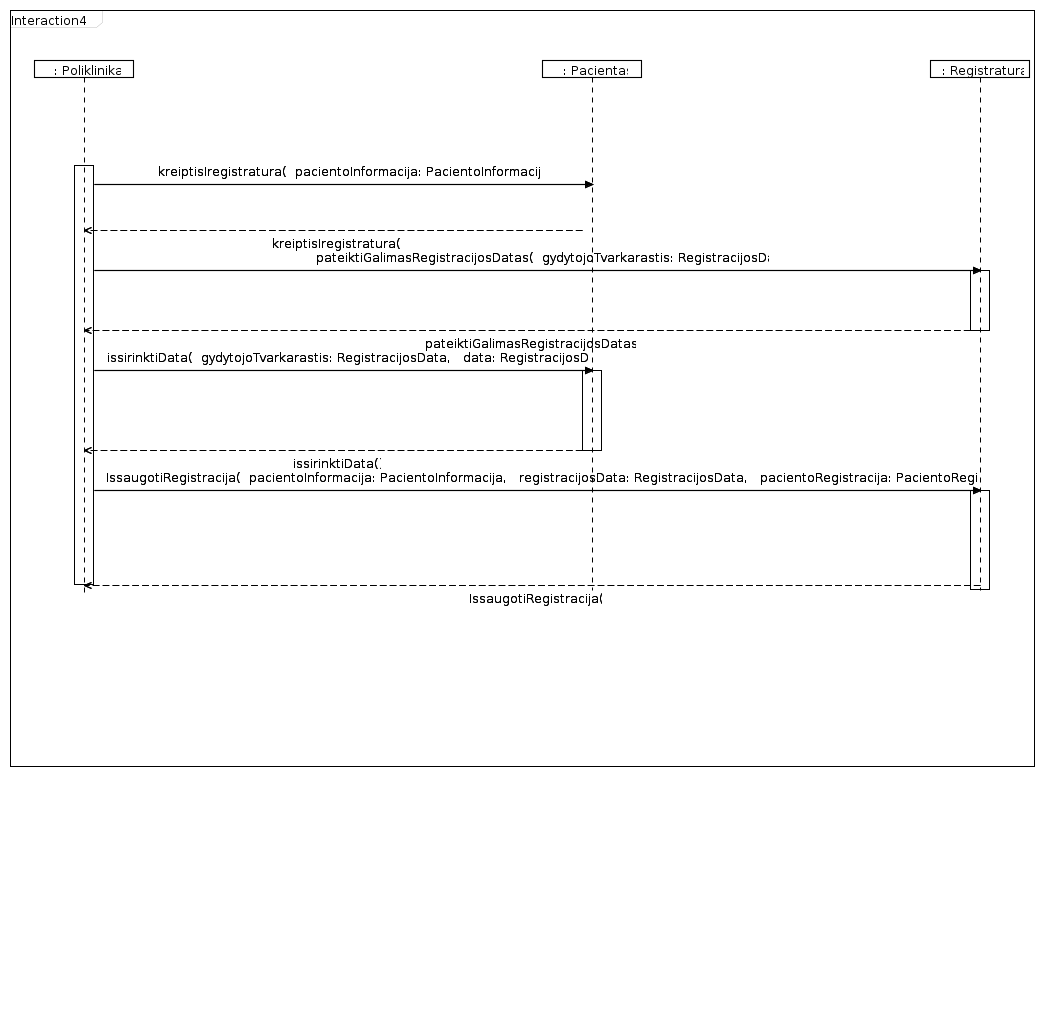 Interaction4
: Poliklinika
: Pacientas
: Registratura
kreiptisIregistratura( pacientoInformacija: PacientoInformacij
kreiptisIregistratura(
pateiktiGalimasRegistracijosDatas( gydytojoTvarkarastis: RegistracijosDa
pateiktiGalimasRegistracijosDatas
issirinktiData( gydytojoTvarkarastis: RegistracijosData, data: RegistracijosD
issirinktiData()
IssaugotiRegistracija( pacientoInformacija: PacientoInformacija, registracijosData: RegistracijosData, pacientoRegistracija: PacientoRegi
IssaugotiRegistracija(